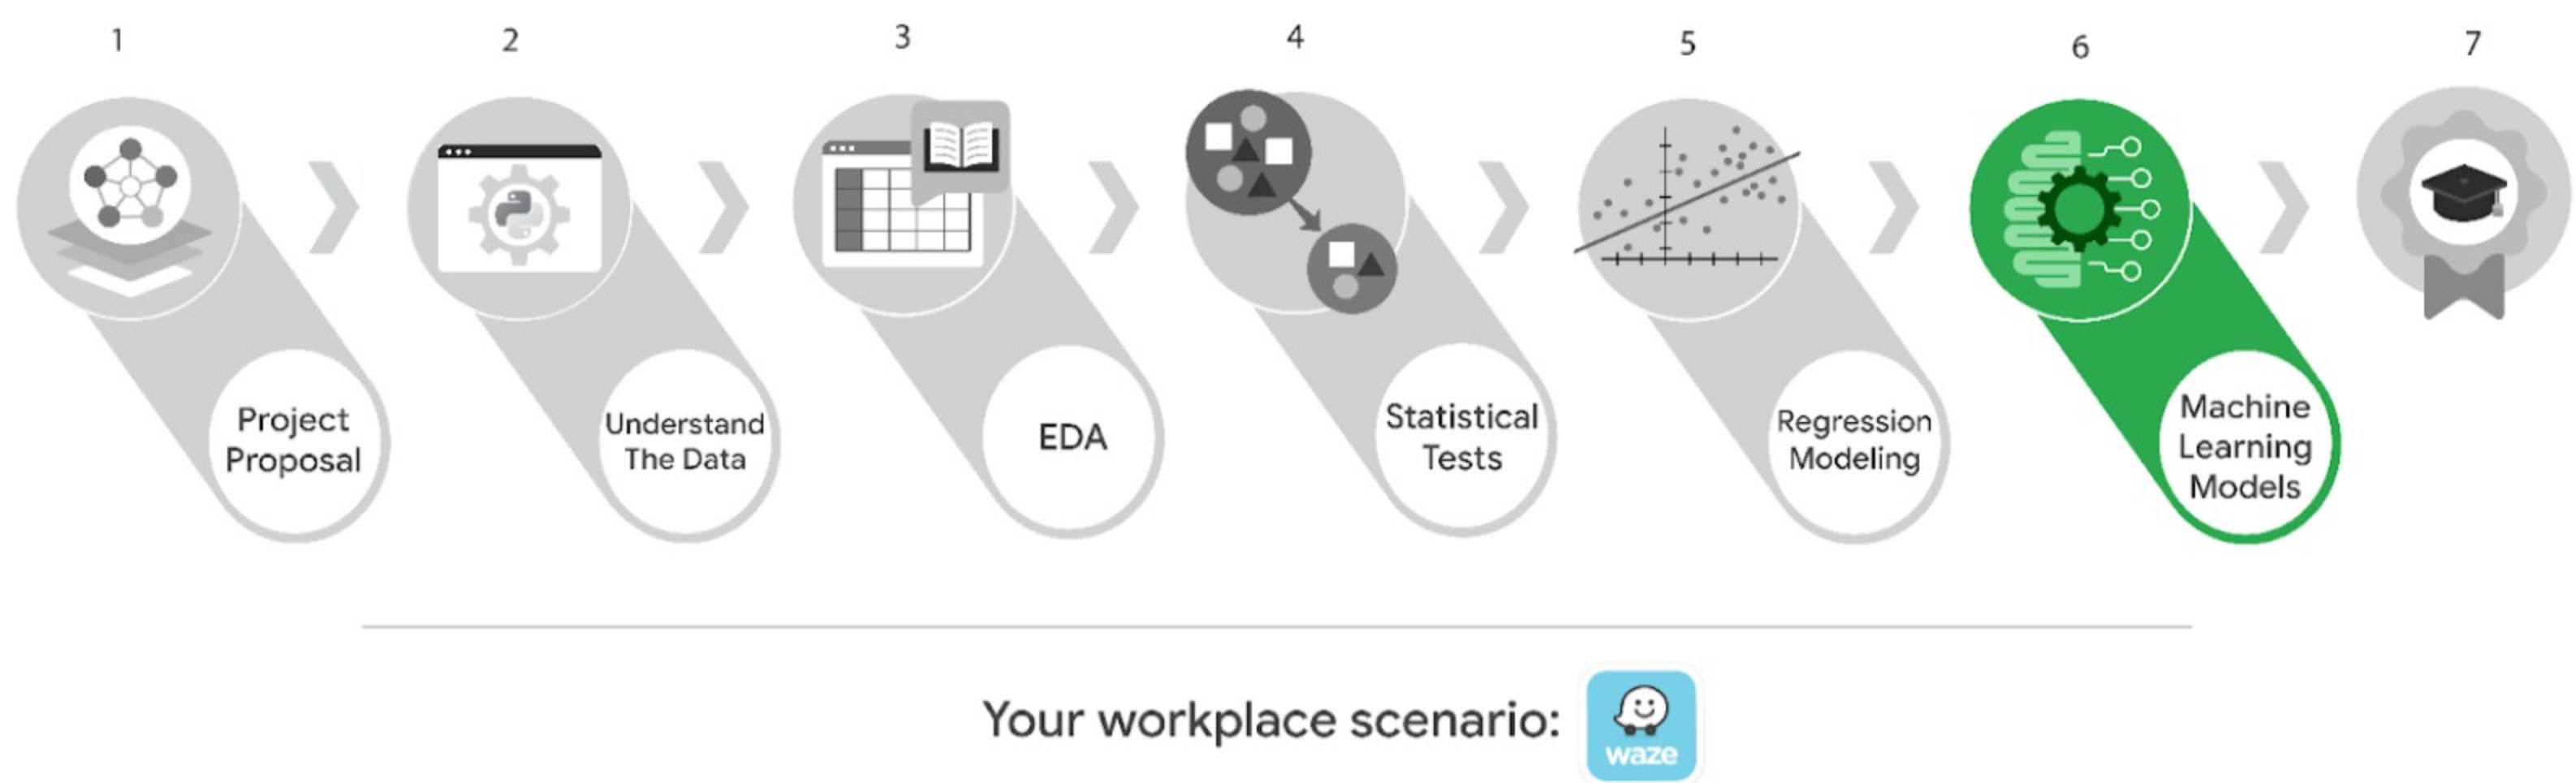 1
2
3
4
5
6
7
Project
Proposal
Understand
The Data
EDA
Statistical
Tests
Regression
Modeling
Machine
Learning
Models
Your workplace scenario:
waze